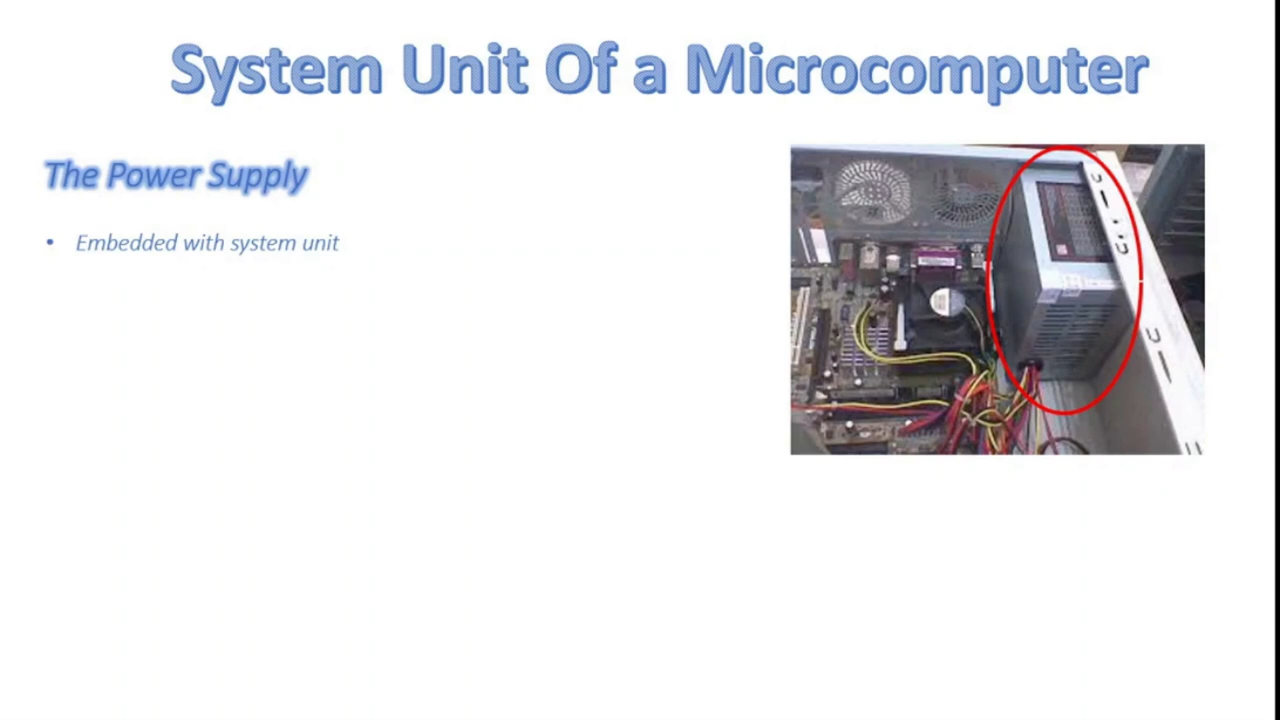 System Unit Of a Microcomputer
The Power Supply
• Embedded with system unit